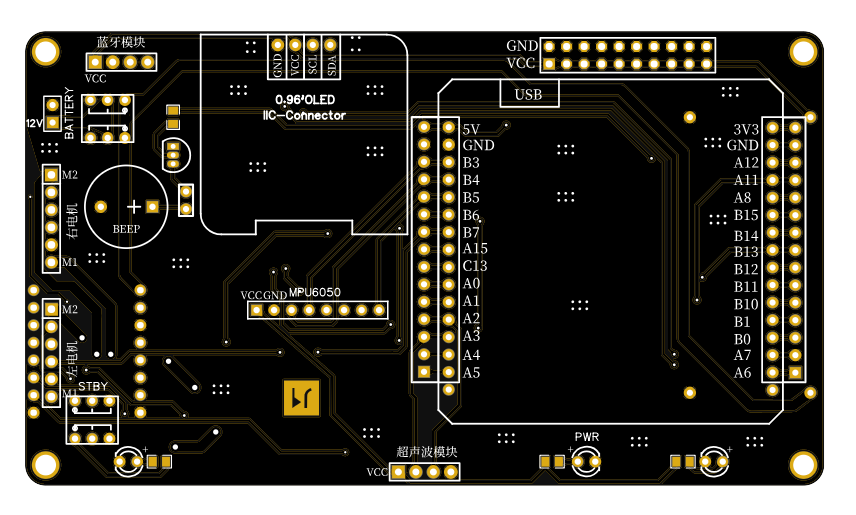 蓝牙模块
VCC
GND
VCC
SCL
SDA
GND
VCC
USB
BATTERY
12V
0.96'OLED
IIC-Connector
5V
GND
B3
B4
B5
B6
B7
A15
C13
A0
A1
A2
A3
A4
A5
3V3
GND
A12
A11
A8
B15
B14
B13
B12
B11
B10
B1
B0
A7
A6
M2
右电机
M1
BEEP
VCC GND MPU6050
M2
左电机
M1
STBY
+
超声波模块
VCC
PWR
+
+